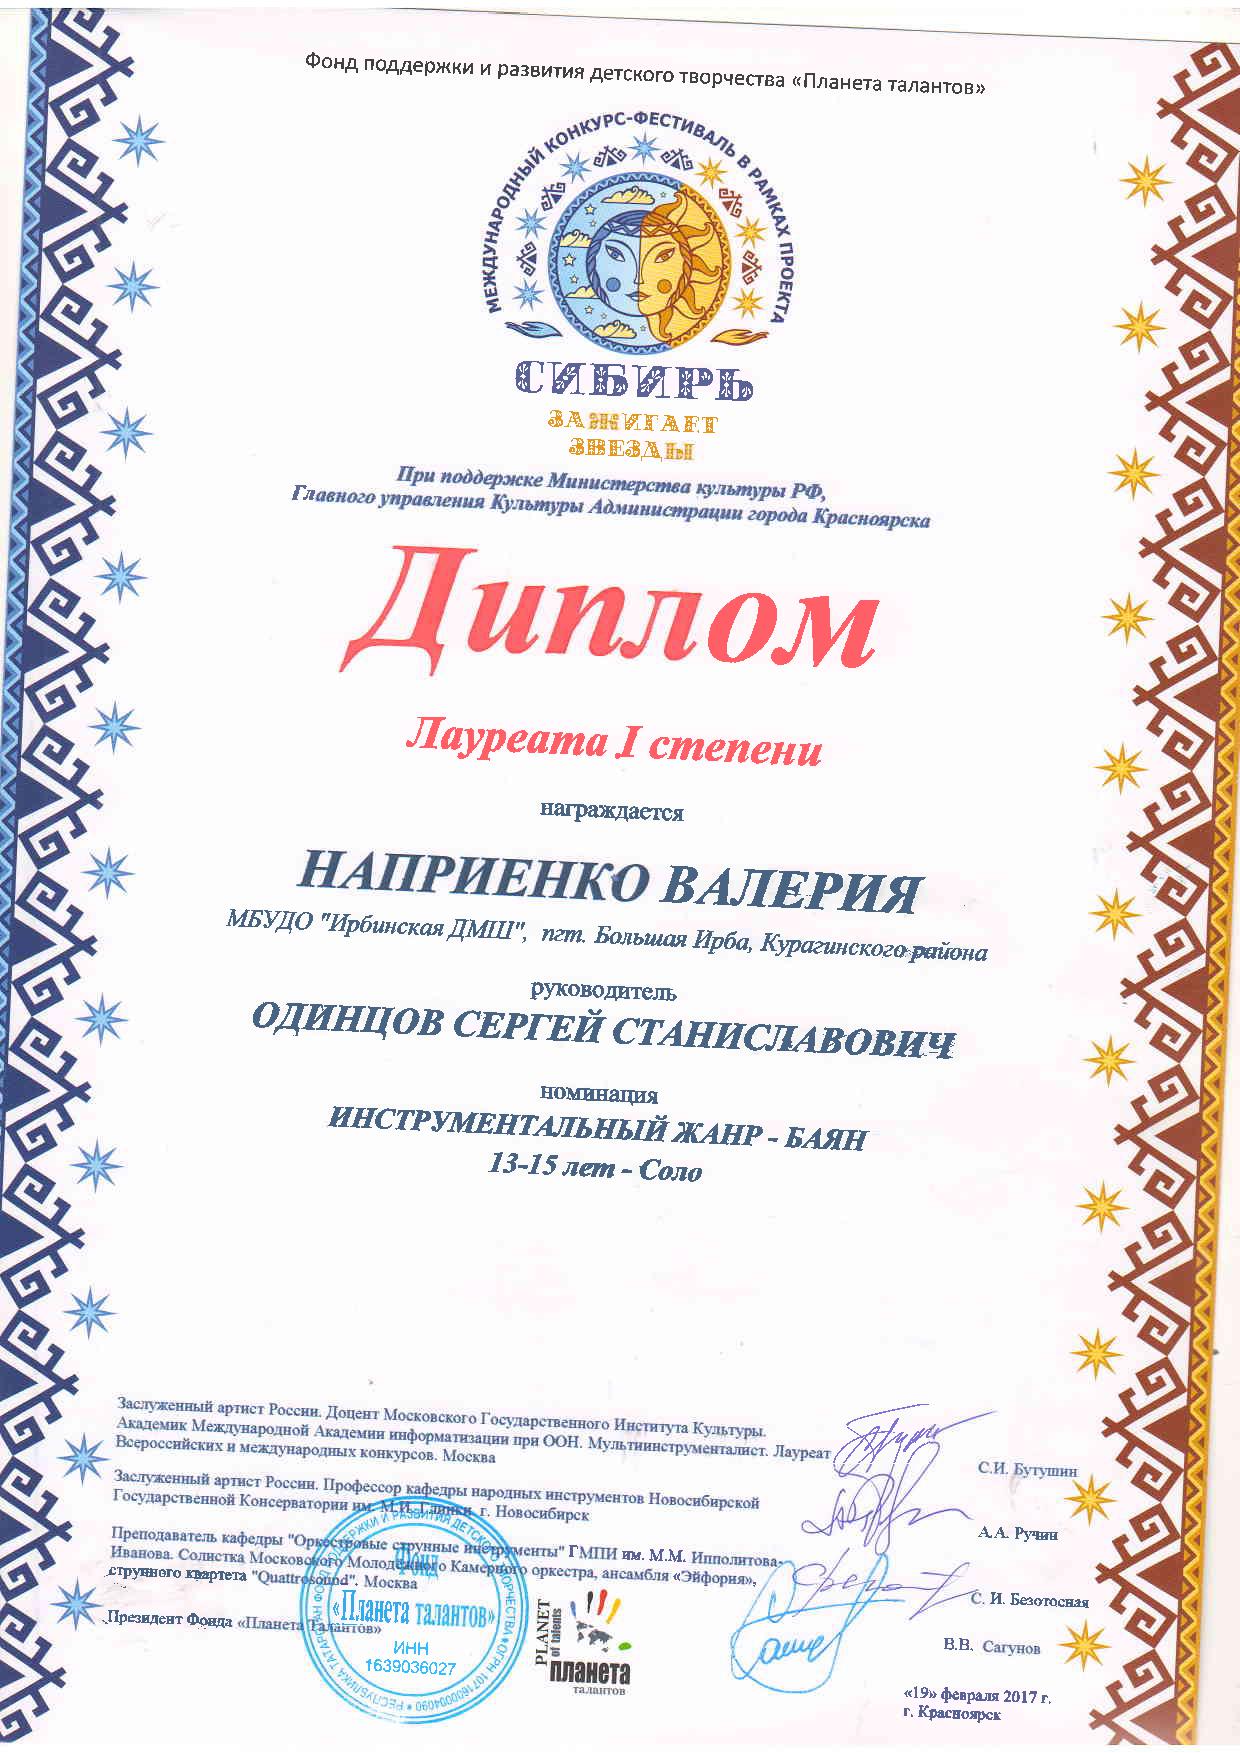 Фонд поддержки и развития детского творчества «Планета талантов»
МЕЖДУНАРОДНЫЙ КОНКУРС-ФЕСТИВАЛЬ В РАМКАХ ПРОЕКТА
СИБИРЬ
ЗАЖИГАЕТ
ЗВЕЗДЫ
При поддержке Министерства культуры РФ,
Главного управления Культуры Администрации города Красноярска
Диплом
Лауреата I степени
награждается
НАПРИЕНКО ВАЛЕРИЯ
МБУДО "Ирбинская ДМШ", пгт. Большая Ирба, Курагинского района
руководитель
ОДИНЦОВ СЕРГЕЙ СТАНИСЛАВОВИЧ
номинация
ИНСТРУМЕНТАЛЬНЫЙ ЖАНР - БАЯН
13-15 лет - Соло
Заслуженный артист России. Доцент Московского Государственного Института Культуры.
Академик Международной Академии информатизации при ООН. Мультиинструменталист. Лауреат
Всероссийских и международных конкурсов. Москва
С.И. Бутушин
Заслуженный артист России. Профессор кафедры народных инструментов Новосибирской
Государственной Консерватории им. М.И. Глинки г. Новосибирск
А.А. Ручин
Преподаватель кафедры "Оркестровые струнные инструменты" ГМПИ им. М.М. Ипполитова-
Иванова. Солистка Московского Молодежного Камерного оркестра, ансамбля «Эйфория»,
струнного квартета "Quattrosound". Москва
С. И. Безотосная
Президент Фонда «Планета Талантов»
В.В. Сагунов
Фонд
«Планета талантов»
ИНН
1639036027
РЕСПУБЛИКА ТАТАРСТАН ФОНД ПОДДЕРЖКИ И РАЗВИТИЯ ДЕТСКОГО ТВОРЧЕСТВА ОГРН 1071600004090
PLANET
of talents
планета
талантов
«19» февраля 2017 г.
г. Красноярск